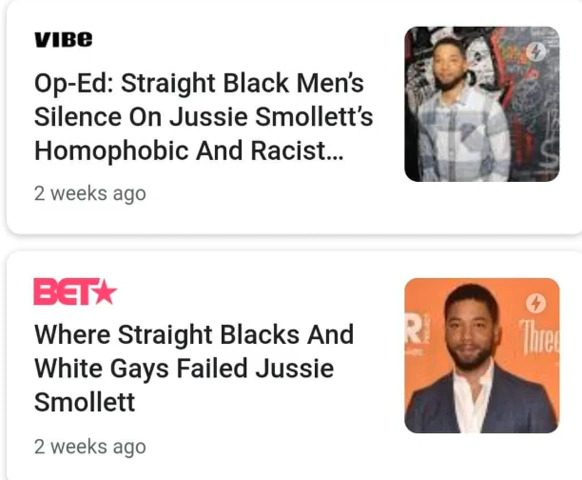 VIBE
Op-Ed: Straight Black Men's
Silence On Jussie Smollett's
Homophobic And Racist...
2 weeks ago
BET★
Where Straight Blacks And
White Gays Failed Jussie
Smollett
2 weeks ago
R
Three